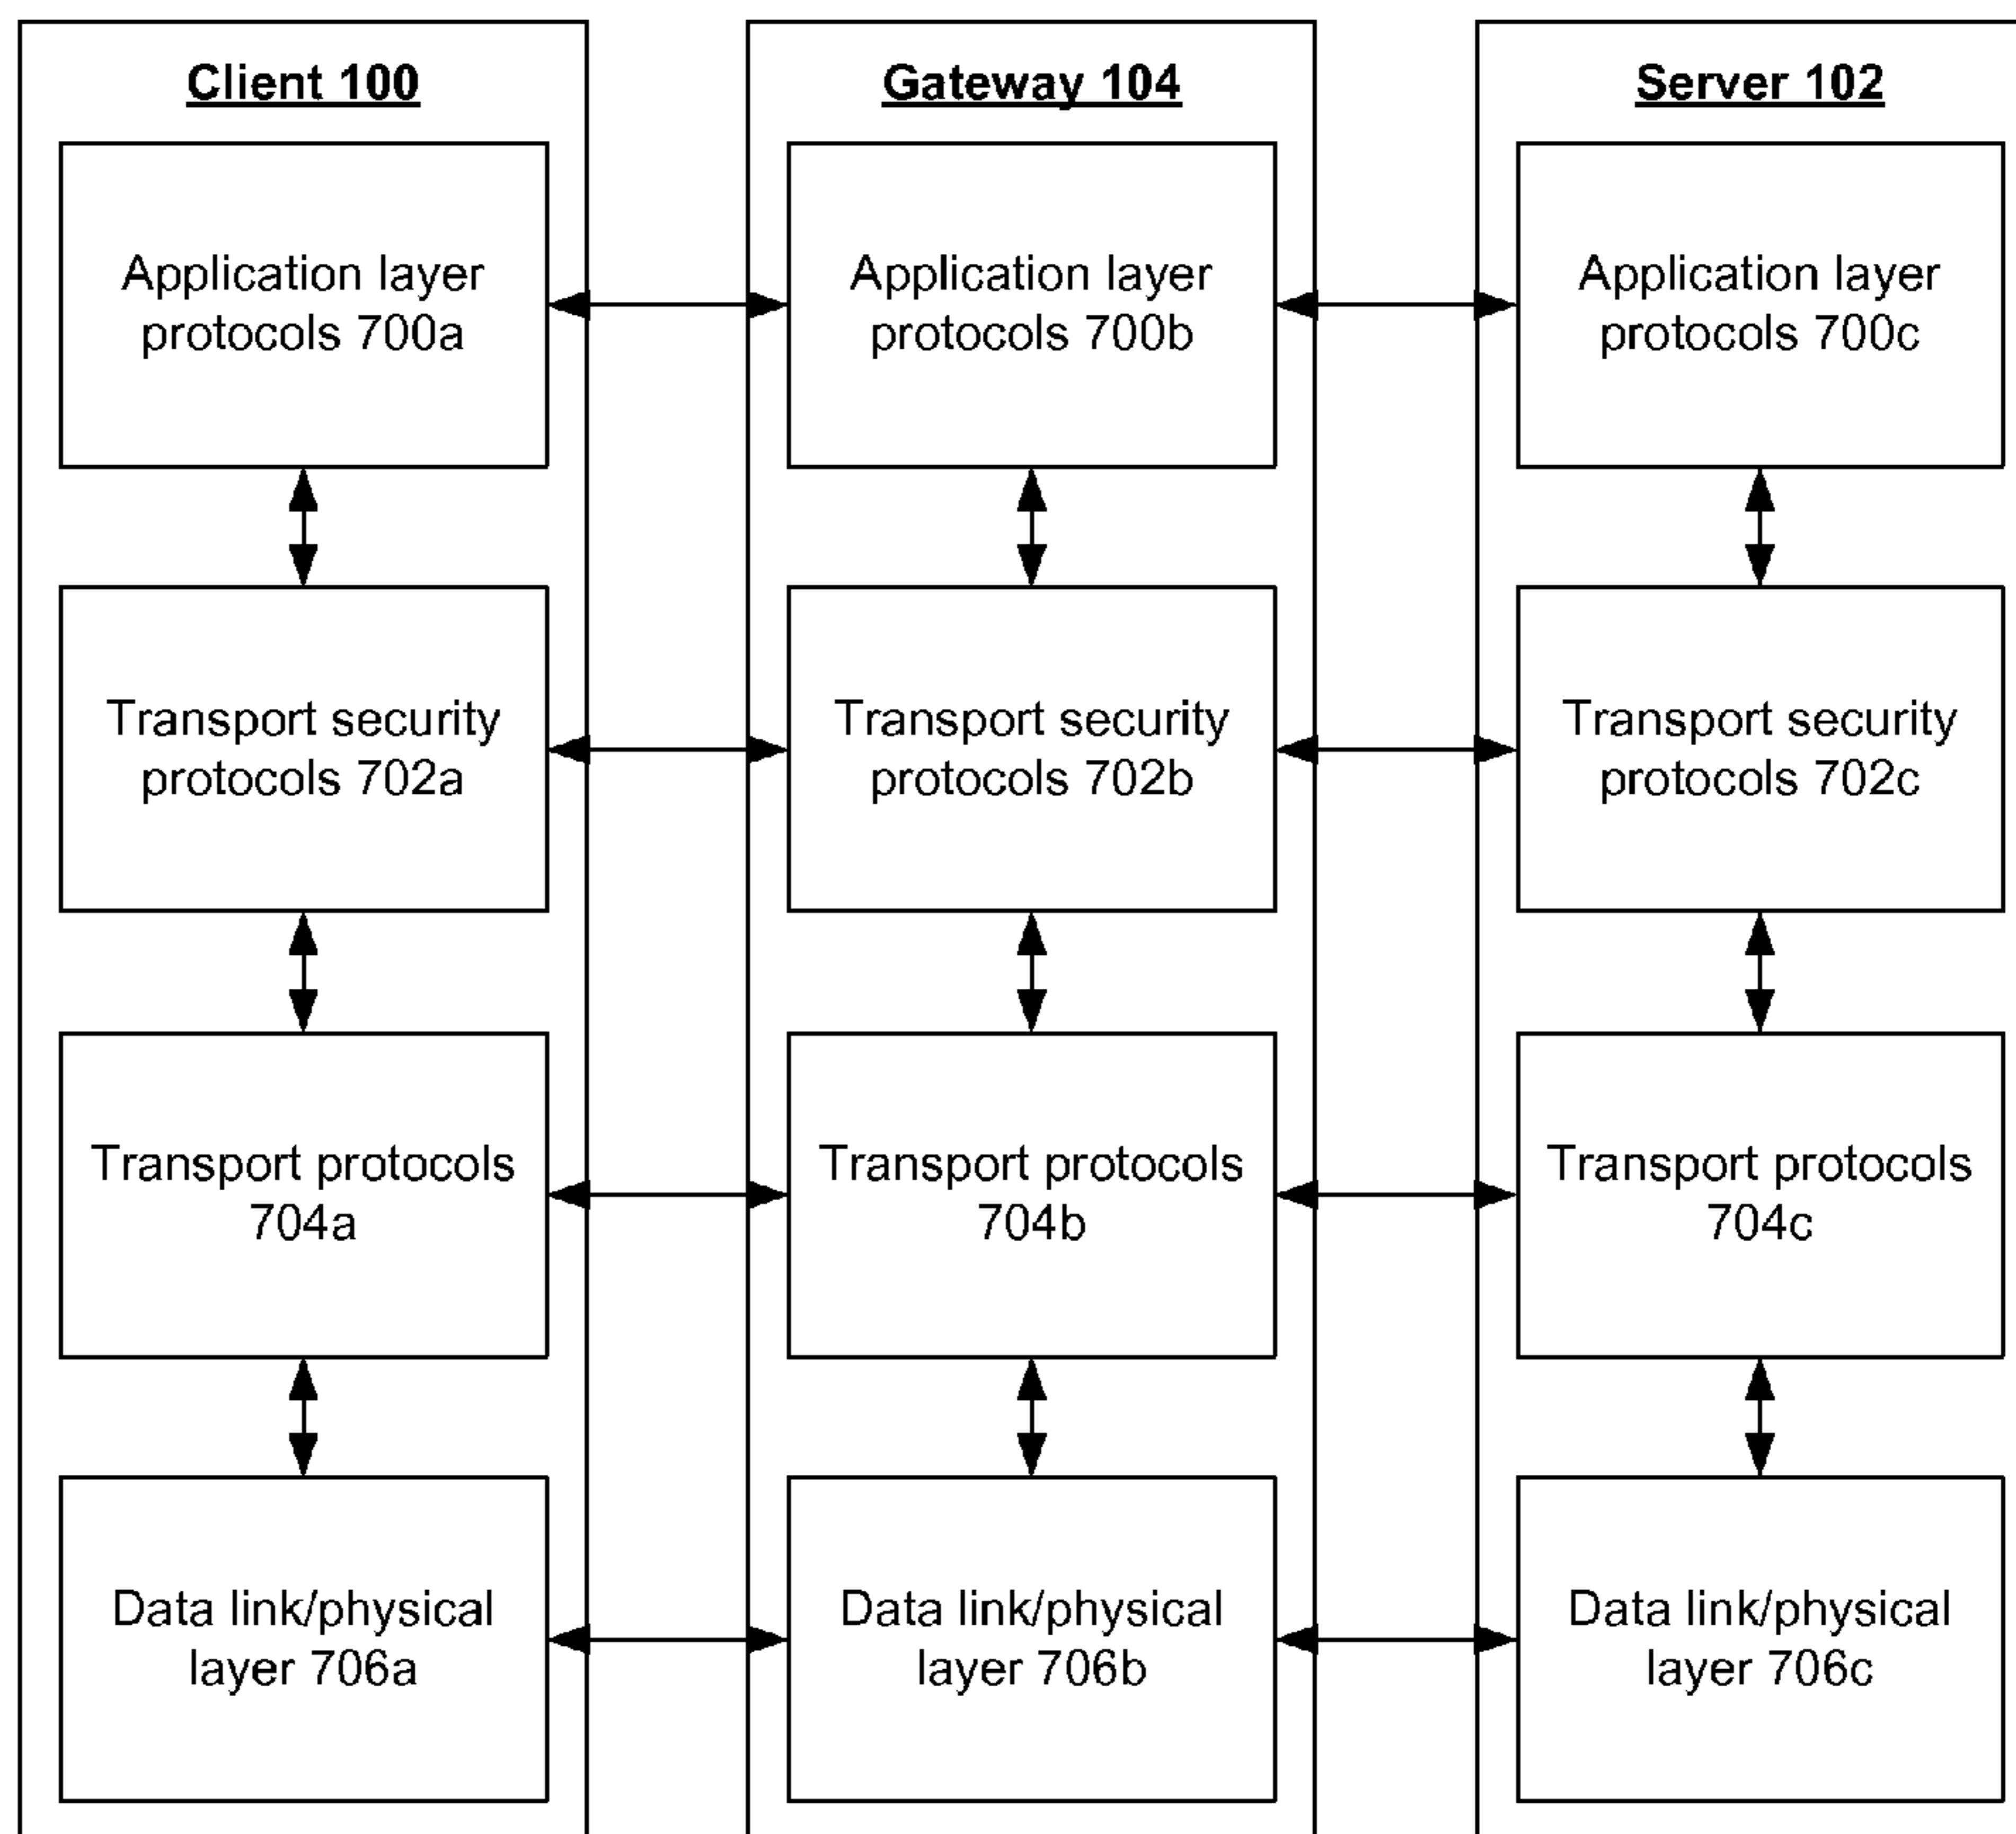 Client 100
Application layer
protocols 700a
Transport security
protocols 702a
Transport protocols
704a
Data link/physical
layer 706a
Gateway 104
Application layer
protocols 700b
Transport security
protocols 702b
Transport protocols
704b
Data link/physical
layer 706b
Server 102
Application layer
protocols 700c
Transport security
protocols 702c
Transport protocols
704c
Data link/physical
layer 706c